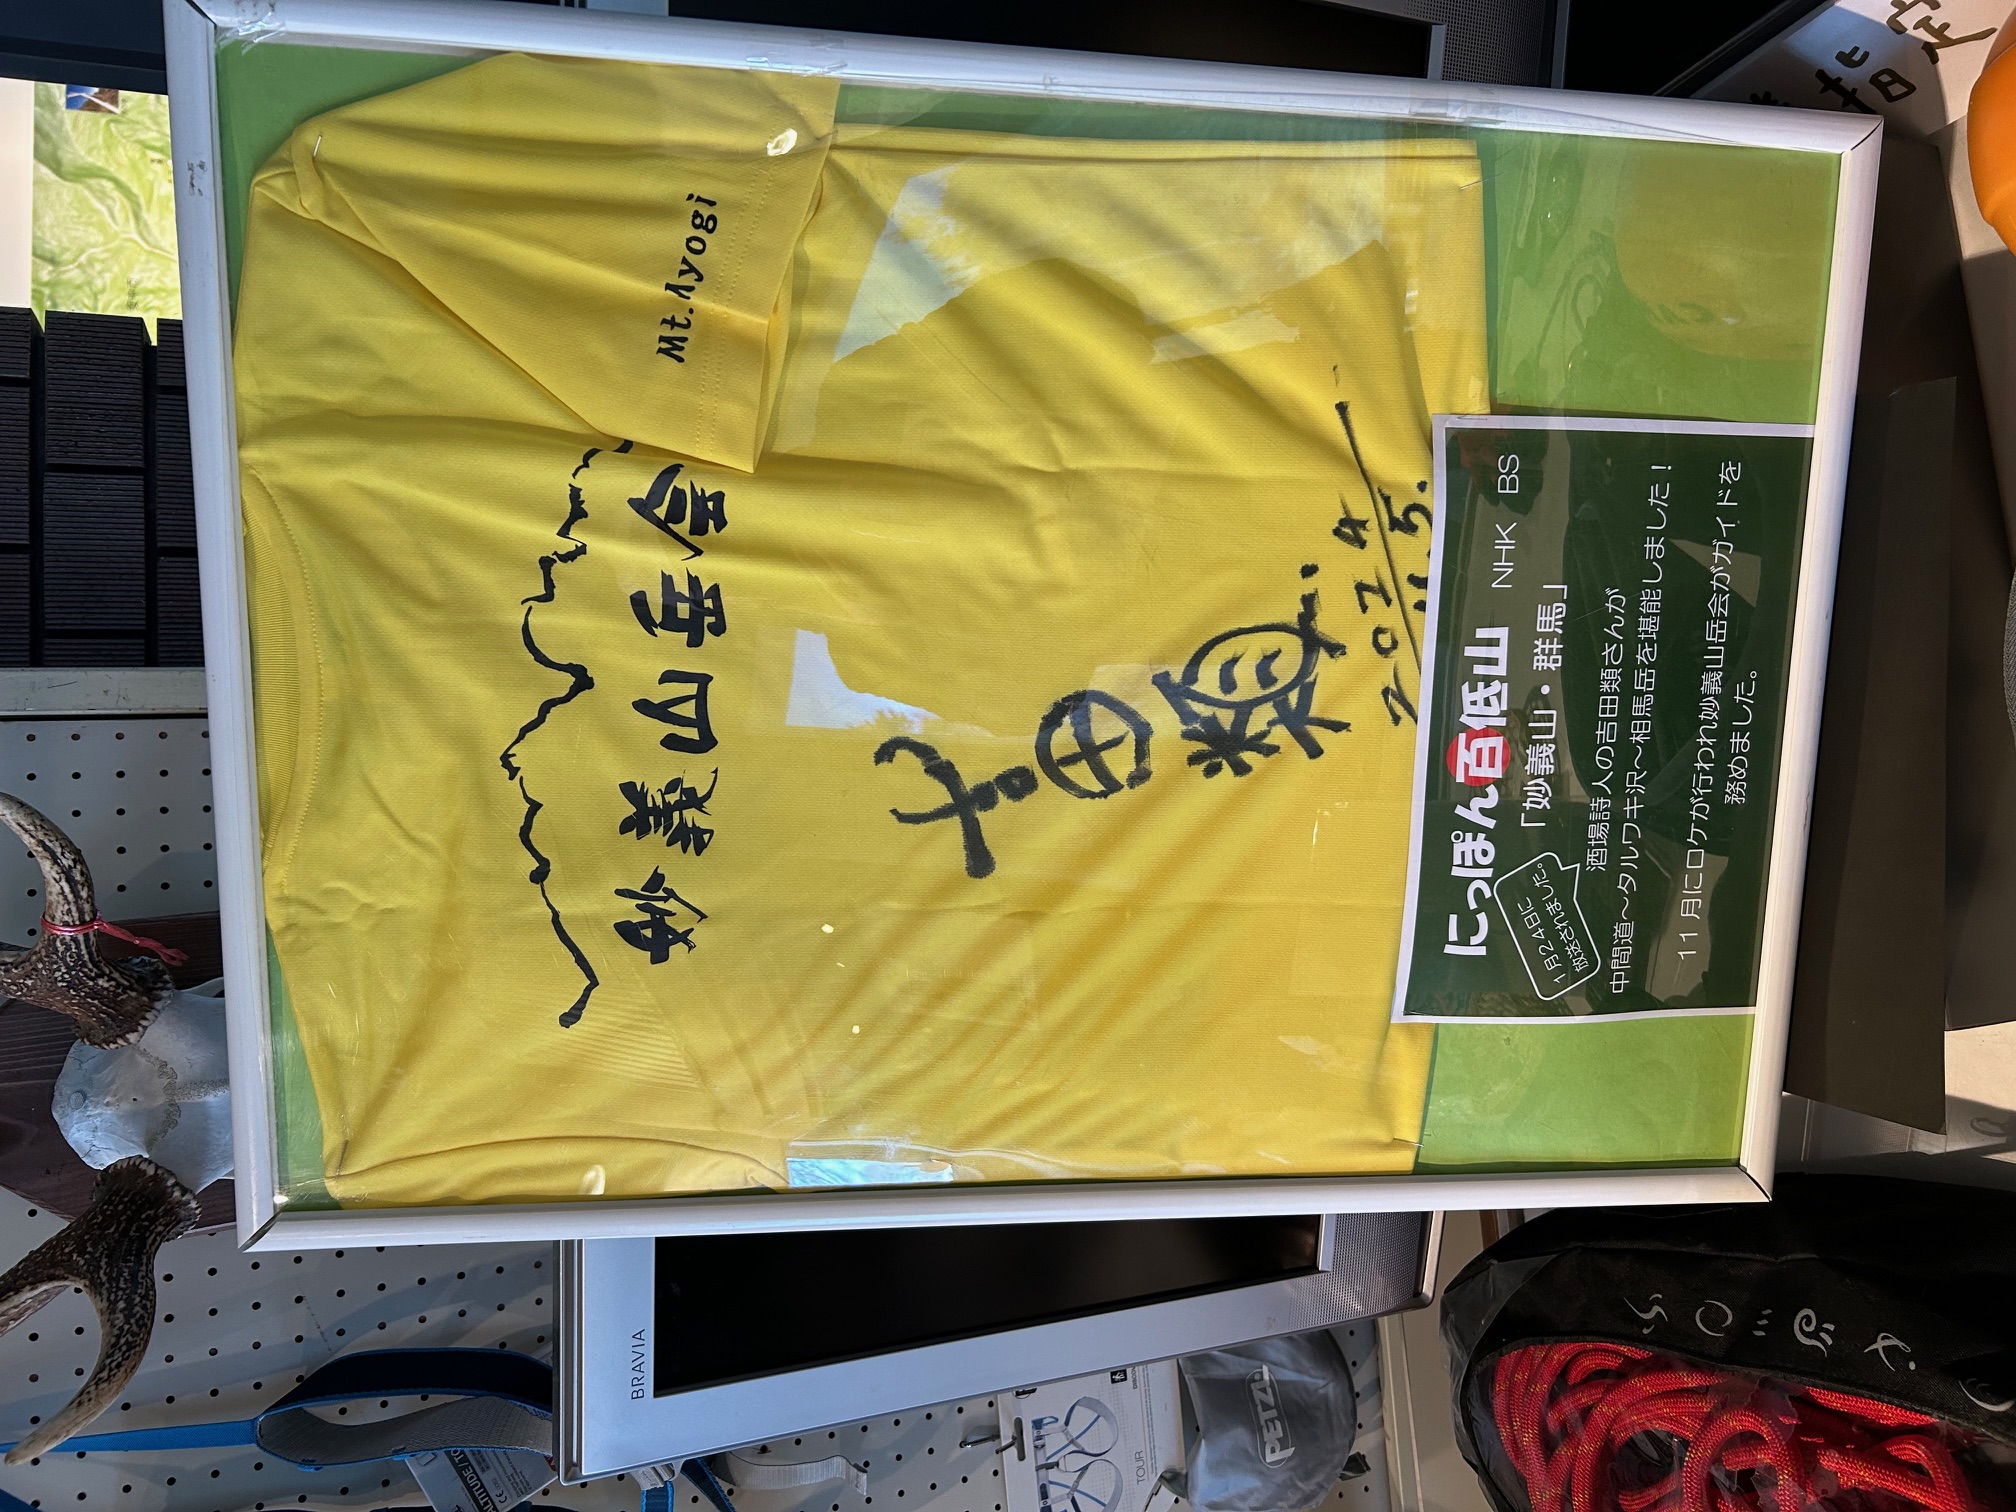 Mt.Myogi
妙義山岳会
吉田類
2024
11.5.
にっぽん百低山 NHK BS
「妙義山・群馬」
1月24日に
放送されました。
酒場詩人の吉田類さんが
中間道～タルワキ沢～相馬岳を堪能しました！
11月にロケが行われ妙義山岳会がガイドを
務めました。
指定
BRAVIA
PETZL
TOUR
ALTITUDE